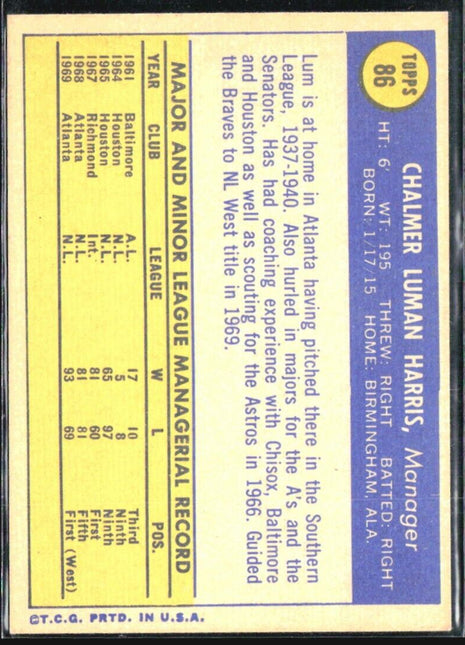 TOPPS
86
CHALMER LUMAN HARRIS, Manager
HT: 6' WT: 195 THREW: RIGHT BATTED: RIGHT
BORN: 1/17/15 HOME: BIRMINGHAM, ALA.
Lum is at home in Atlanta having pitched there in the Southern
League, 1937-1940. Also hurled in majors for the A's and the
Senators. Has had coaching experience with Chisox, Baltimore
and Houston as well as scouting for the Astros in 1966. Guided
the Braves to NL West title in 1969.
MAJOR AND MINOR LEAGUE MANAGERIAL RECORD
YEAR CLUB LEAGUE W L POS.
1961 Baltimore A.L. 17 10 Third
1964 Houston N.L. 5 8 Ninth
1965 Houston N.L. 65 97 Ninth
1967 Richmond Int. 81 60 First
1968 Atlanta N.L. 81 81 Fifth
1969 Atlanta N.L. 93 69 First (West)
©T.C.G. PRTD. IN U.S.A.